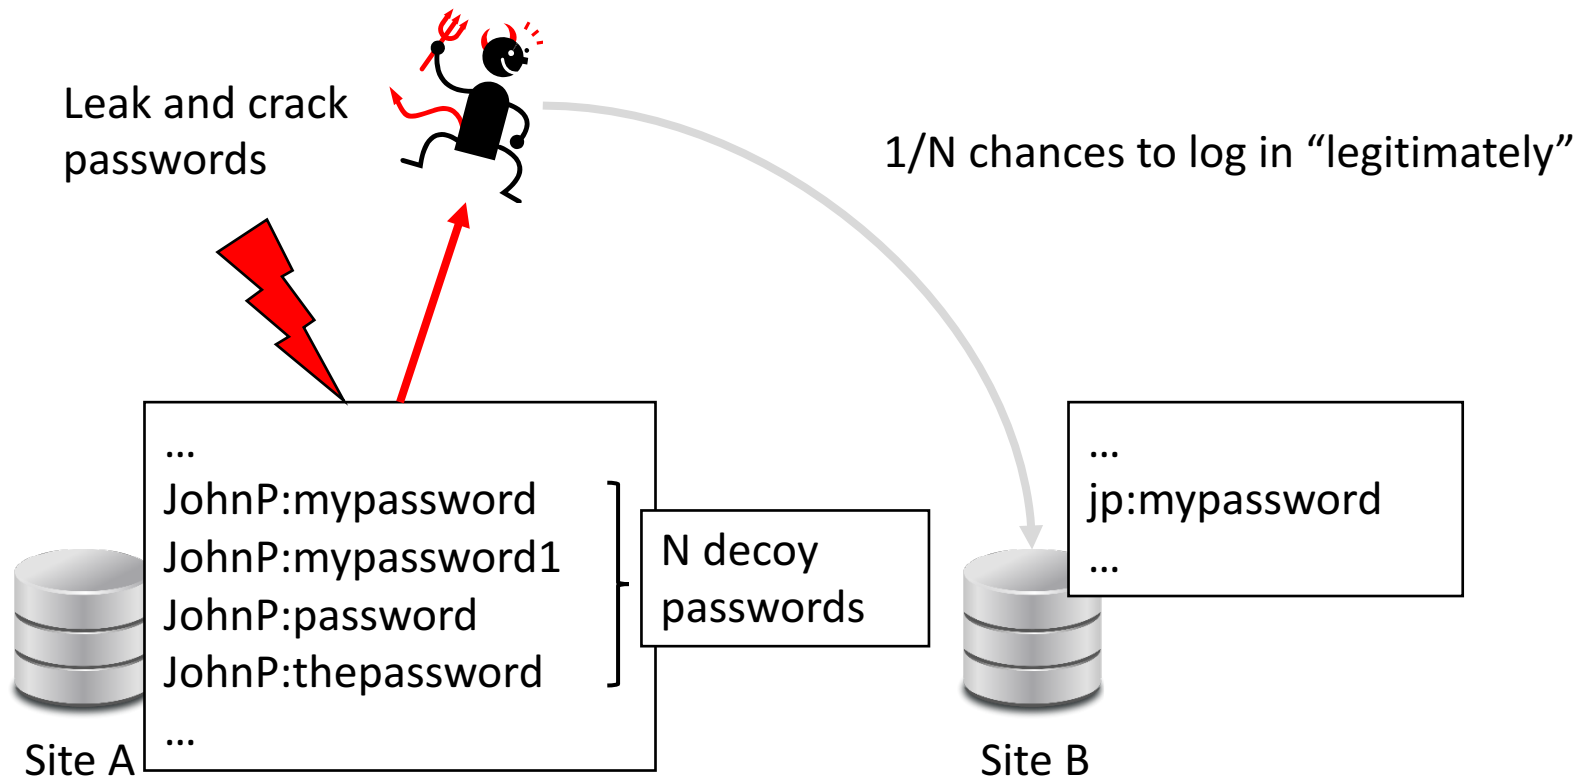 Leak and crack
passwords
1/N chances to log in “legitimately”
…
JohnP:mypassword
JohnP:mypassword1
JohnP:password
JohnP:thepassword
…
N decoy
passwords
Site A
…
jp:mypassword
…
Site B